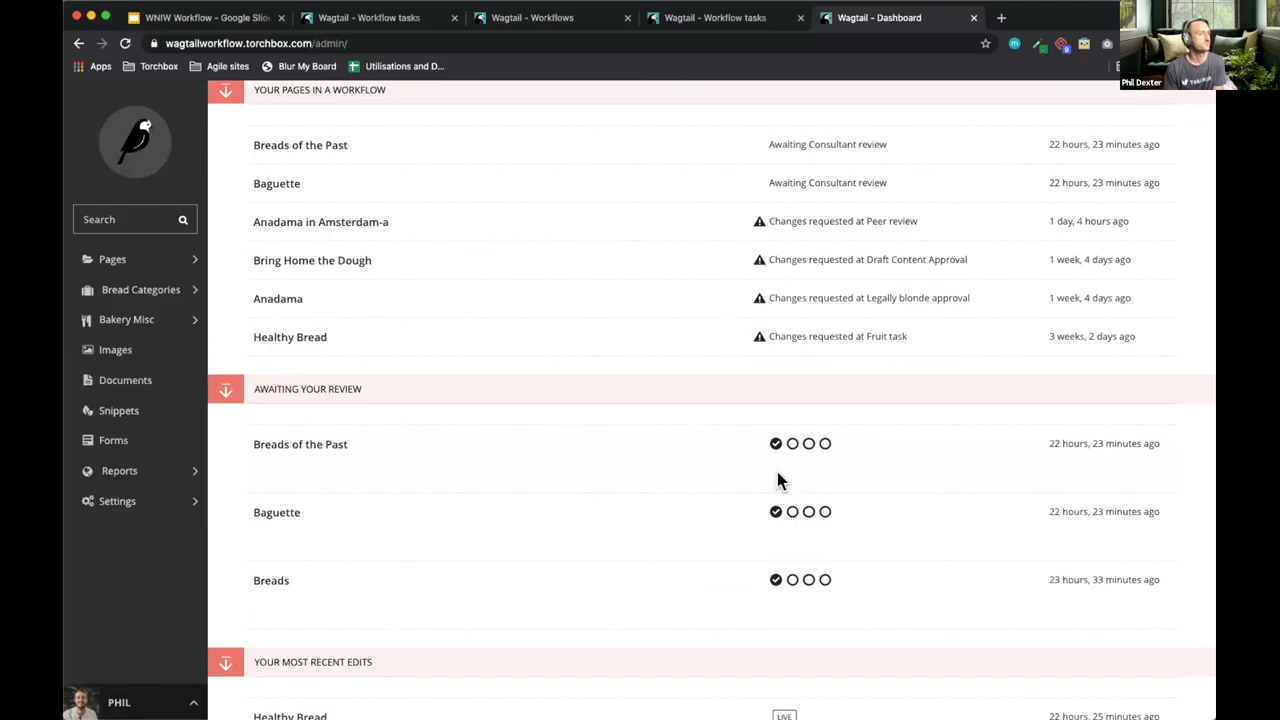 WNIW Workflow - Google Slid
Wagtail - Workflow tasks
Wagtail - Workflows
Wagtail - Workflow tasks
Wagtail - Dashboard
wagtailworkflow.torchbox.com/admin/
Apps
Torchbox
Agile sites
Blur My Board
Utilisations and D...
Phil Dexter
YOUR PAGES IN A WORKFLOW
Breads of the Past
Awaiting Consultant review
22 hours, 23 minutes ago
Baguette
Awaiting Consultant review
22 hours, 23 minutes ago
Anadama in Amsterdam-a
Changes requested at Peer review
1 day, 4 hours ago
Bring Home the Dough
Changes requested at Draft Content Approval
1 week, 4 days ago
Anadama
Changes requested at Legally blonde approval
1 week, 4 days ago
Healthy Bread
Changes requested at Fruit task
3 weeks, 2 days ago
Search
Pages
Bread Categories
Bakery Misc
Images
Documents
Snippets
Forms
Reports
Settings
PHIL
AWAITING YOUR REVIEW
Breads of the Past
22 hours, 23 minutes ago
Baguette
22 hours, 23 minutes ago
Breads
23 hours, 33 minutes ago
YOUR MOST RECENT EDITS
Healthy Bread
LIVE
22 hours, 25 minutes ago